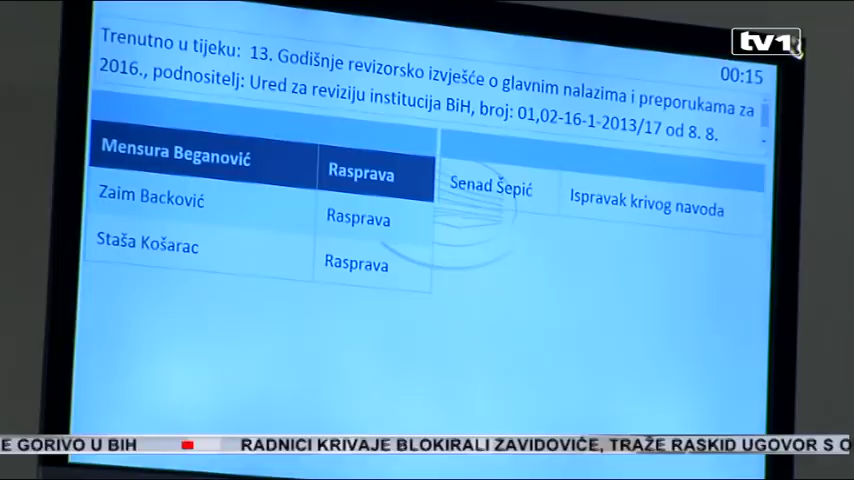 tv1
00:15
Trenutno u tijeku: 13. Godišnje revizorsko izvješće o glavnim nalazima i preporukama za
2016., podnositelj: Ured za reviziju institucija BiH, broj: 01,02-16-1-2013/17 od 8. 8.
Mensura Beganović Rasprava
Zaim Backović Rasprava
Staša Košarac Rasprava
Senad Šepić Ispravak krivog navoda
E GORIVO U BIH RADNICI KRIVAJE BLOKIRALI ZAVIDOVIĆE, TRAŽE RASKID UGOVOR S O